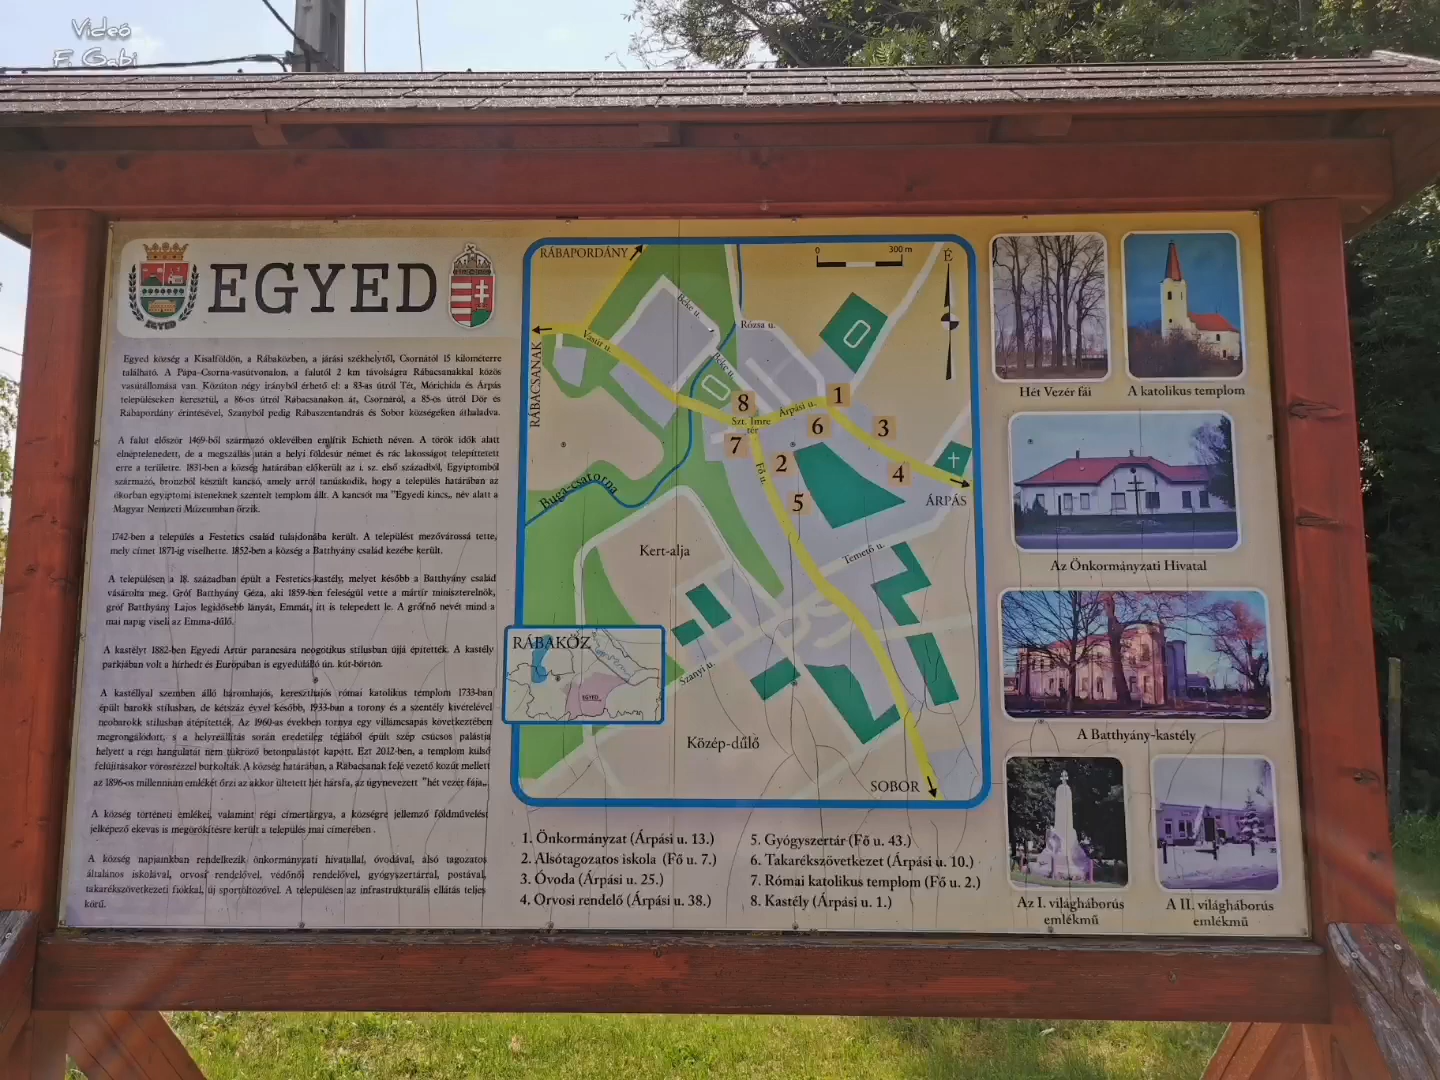 Videó
F. Gabi
EGYED
EGYED
Egyed község a Kisalföldön, a Rábaközben, a járási székhelytől, Csornától 15 kilométerre
található. A Pápa-Csorna-vasútvonalon, a falutól 2 km távolságra Rábacsanakkal közös
vasútállomása van. Közúton négy irányból érhető el: a 83-as útról Tét, Mórichida és Árpás
településeken keresztül, a 86-os útról Rábacsanakon át, Csornáról, a 85-ös útról Dör és
Rábapordány érintésével, Szanyból pedig Rábaszentandrás és Sobor községeken áthaladva.
A falut először 1469-ből származó oklevélben említik Echieth néven. A török idők alatt
elnéptelenedett, de a megszállás után a helyi földesúr német és rác lakosságot telepíttetett
erre a területre. 1831-ben a község határában előkerült az i. sz. első századból, Egyiptomból
származó, bronzból készült kancsó, amely arról tanúskodik, hogy a település határában az
ókorban egyiptomi isteneknek szentelt templom állt. A kancsót ma "Egyedi kincs" név alatt a
Magyar Nemzeti Múzeumban őrzik.
1742-ben a település a Festetics család tulajdonába került. A települést mezővárossá tette,
mely címet 1871-ig viselhette. 1852-ben a község a Batthyány család kezébe került.
A településen a 18. században épült a Festetics-kastély, melyet később a Batthyány család
vásárolta meg. Gróf Batthyány Géza, aki 1859-ben feleségül vette a mártír miniszterelnök,
gróf Batthyány Lajos legidősebb lányát, Emmát, itt is telepedett le. A grófnő nevét mind a
mai napig viseli az Emma-dűlő.
A kastélyt 1882-ben Egyedi Artúr parancsára neogótikus stílusban újjá építették. A kastély
parkjában volt a hírhedt és Európában is egyedülálló ún. kút-börtön.
A kastéllyal szemben álló háromhajós, kereszthajós római katolikus templom 1733-ban
épült barokk stílusban, de kétszáz évvel később, 1933-ban a torony és a szentély kivételével
neobarokk stílusban átépítették. Az 1960-as években tornya egy villámcsapás következtében
megrongálódott, s a helyreállítás során eredetileg téglából épült szép csúcsos palástja
helyett a régi hangulatát nem tükröző betonpalástot kapott. Ezt 2012-ben, a templom külső
felújításakor vörösrézzel burkolták. A község határában, a Rábacsanak felé vezető közút mellett
az 1896-os millennium emlékét őrzi az akkor ültetett hét hársfa, az úgynevezett "hét vezér fája„.
A község történeti emlékei, valamint régi címertárgya, a községre jellemző földművelést
jelképező ekevas is megörökítésre került a település mai címerében.
A község napjainkban rendelkezik önkormányzati hivatallal, óvodával, alsó tagozatos
általános iskolával, orvosi rendelővel, védőnői rendelővel, gyógyszertárral, postával,
takarékszövetkezeti fiókkal, új sportöltözővel. A településen az infrastrukturális ellátás teljes
körű.
RÁBAPORDÁNY
0 300 m
É
RÁBACSANAK
Vasút u.
Béke u.
Rózsa u.
Béke u.
Szt. Imre
tér
Árpási u.
8
1
7
6
3
2
4
5
Fő u.
ÁRPÁS
Buga-csatorna
Kert-alja
Temető u.
Szanyi u.
Közép-dűlő
SOBOR
RÁBAKÖZ
EGYED
1. Önkormányzat (Árpási u. 13.)
2. Alsótagozatos iskola (Fő u. 7.)
3. Óvoda (Árpási u. 25.)
4. Orvosi rendelő (Árpási u. 38.)
5. Gyógyszertár (Fő u. 43.)
6. Takarékszövetkezet (Árpási u. 10.)
7. Római katolikus templom (Fő u. 2.)
8. Kastély (Árpási u. 1.)
Hét Vezér fái
A katolikus templom
Az Önkormányzati Hivatal
A Batthyány-kastély
Az I. világháborús
emlékmű
A II. világháborús
emlékmű